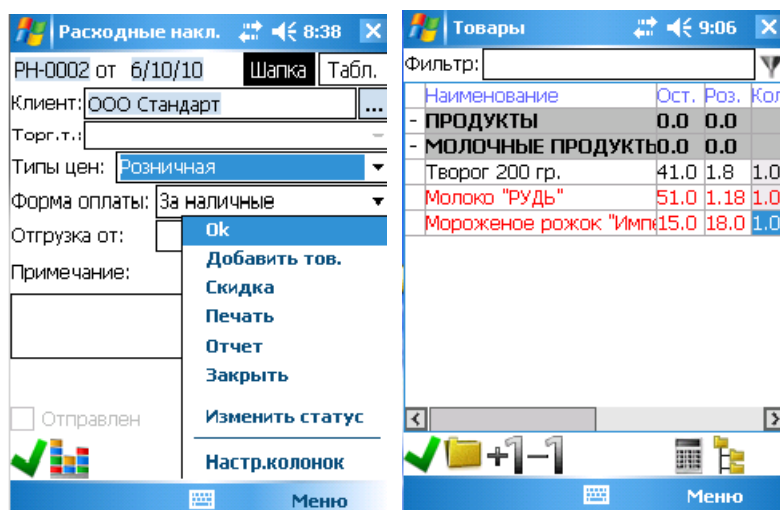 Расходные накл. 8:38
РН-0002 от 6/10/10 Шапка Табл.
Клиент: ООО Стандарт ...
Торг.т.:
Типы цен: Розничная
Форма оплаты: За наличные
Отгрузка от:
Примечание:
Ok
Добавить тов.
Скидка
Печать
Отчет
Закрыть
Изменить статус
Настр.колонок
Отправлен
Меню
Товары 9:06
Фильтр:
Наименование Ост. Роз. Кол
- ПРОДУКТЫ 0.0 0.0
- МОЛОЧНЫЕ ПРОДУКТЬ 0.0 0.0
Творог 200 гр. 41.0 1.8 1.0
Молоко "РУДЬ" 51.0 1.18 1.0
Мороженое рожок "Импе 15.0 18.0 1.0
+1 -1
Меню